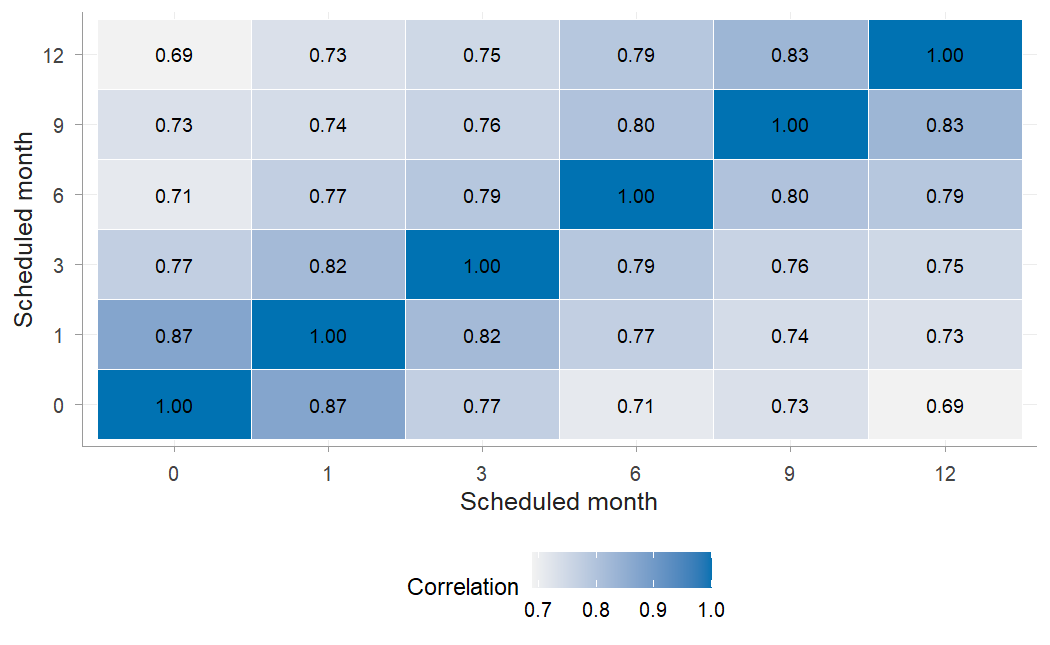 12 0.69 0.73 0.75 0.79 0.83 1.00
9 0.73 0.74 0.76 0.80 1.00 0.83
6 0.71 0.77 0.79 1.00 0.80 0.79
3 0.77 0.82 1.00 0.79 0.76 0.75
1 0.87 1.00 0.82 0.77 0.74 0.73
0 1.00 0.87 0.77 0.71 0.73 0.69
Scheduled month
0 1 3 6 9 12
Scheduled month
Correlation
0.7 0.8 0.9 1.0